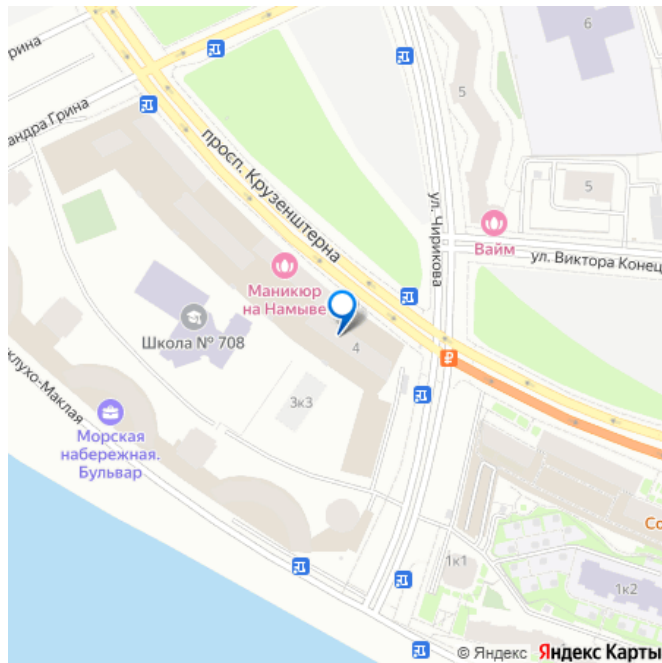 рина
6
андра Грина
просп. Крузенштерна
5
ул. Чирикова
5
Вайм
ул. Виктора Конец
Маникюр
на Намыве
Школа № 708
4
клухо-Маклая
3к3
Морская
набережная.
Бульвар
Со
1к1
1к2
© Яндекс Яндекс Карты